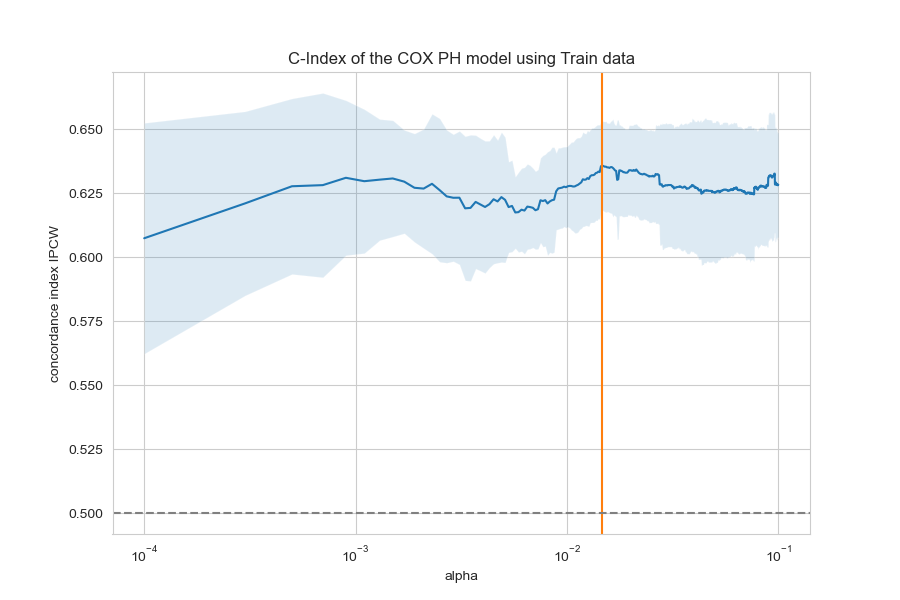 C-Index of the COX PH model using Train data
concordance index IPCW
0.650
0.625
0.600
0.575
0.550
0.525
0.500
10⁻⁴ 10⁻³ 10⁻² 10⁻¹
alpha